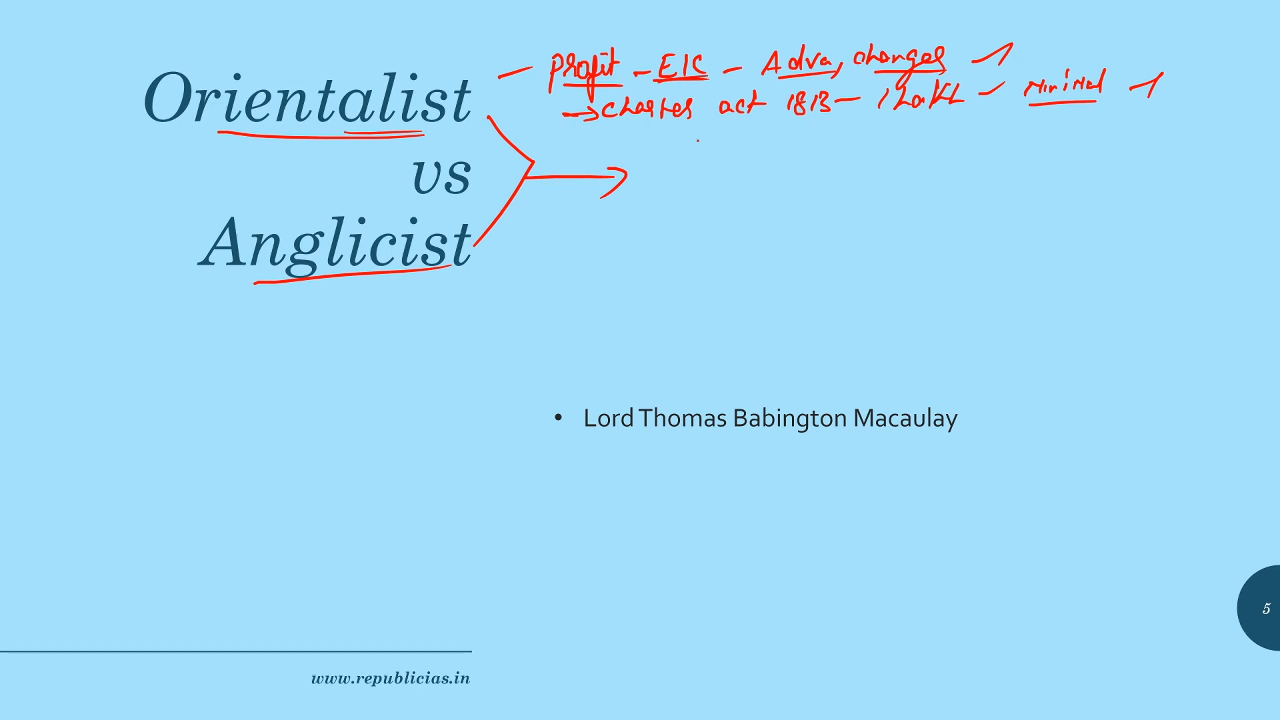 Orientalist
vs
Anglicist
Profit - EIC - Adva, changes
→ Charter act 1813 - 1 Lakh - Minimal
• Lord Thomas Babington Macaulay
5
www.republicias.in